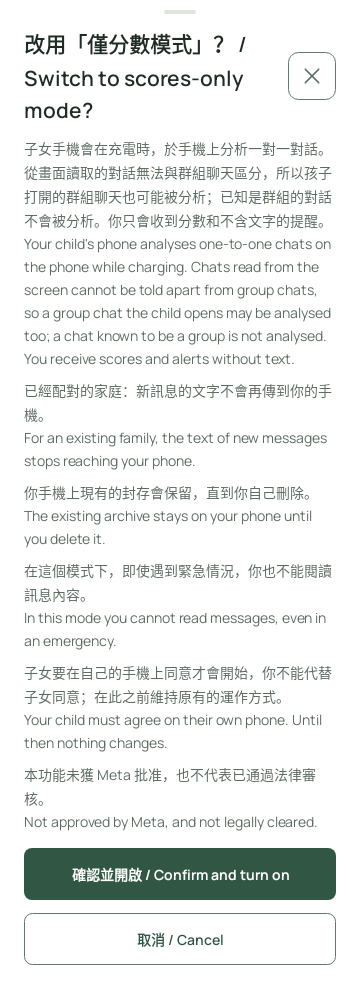 改用「僅分數模式」？ /
Switch to scores-only
mode?
子女手機會在充電時，於手機上分析一對一對話。
從畫面讀取的對話無法與群組聊天區分，所以孩子
打開的群組聊天也可能被分析；已知是群組的對話
不會被分析。你只會收到分數和不含文字的提醒。
Your child's phone analyses one-to-one chats on
the phone while charging. Chats read from the
screen cannot be told apart from group chats,
so a group chat the child opens may be analysed
too; a chat known to be a group is not analysed.
You receive scores and alerts without text.
已經配對的家庭：新訊息的文字不會再傳到你的手
機。
For an existing family, the text of new messages
stops reaching your phone.
你手機上現有的封存會保留，直到你自己刪除。
The existing archive stays on your phone until
you delete it.
在這個模式下，即使遇到緊急情況，你也不能閱讀
訊息內容。
In this mode you cannot read messages, even in
an emergency.
子女要在自己的手機上同意才會開始，你不能代替
子女同意；在此之前維持原有的運作方式。
Your child must agree on their own phone. Until
then nothing changes.
本功能未獲 Meta 批准，也不代表已通過法律審
核。
Not approved by Meta, and not legally cleared.
確認並開啟 / Confirm and turn on
取消 / Cancel